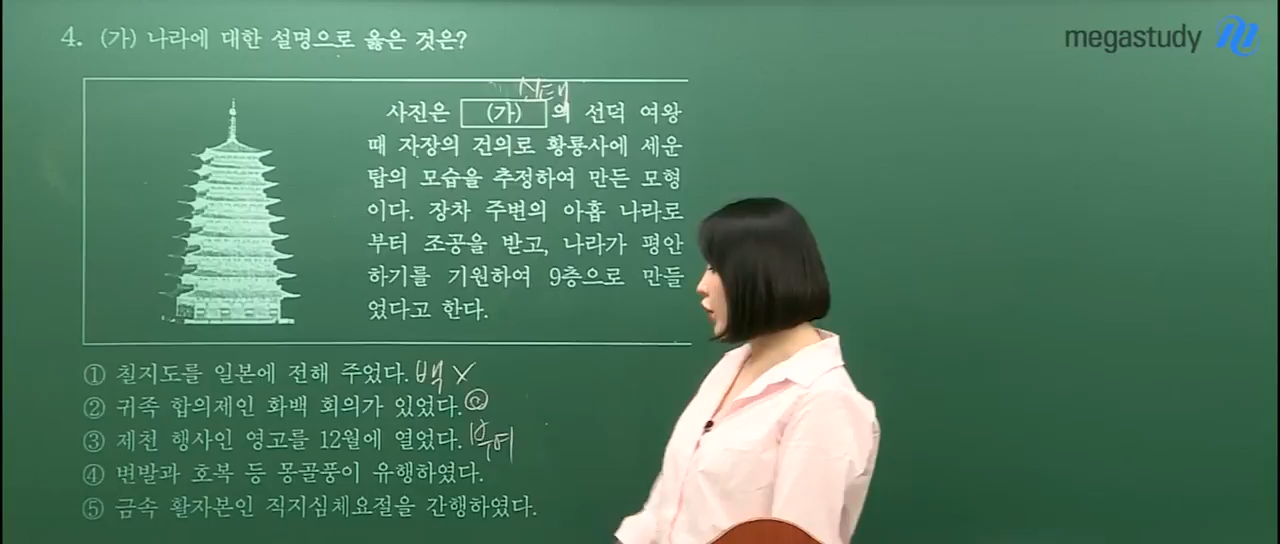 4. (가) 나라에 대한 설명으로 옳은 것은?
megastudy
사진은 (가)의 선덕 여왕
때 자장의 건의로 황룡사에 세운
탑의 모습을 추정하여 만든 모형
이다. 장차 주변의 아홉 나라로
부터 조공을 받고, 나라가 평안
하기를 기원하여 9층으로 만들
었다고 한다.
① 칠지도를 일본에 전해 주었다. 백 X
② 귀족 합의제인 화백 회의가 있었다.
③ 제천 행사인 영고를 12월에 열었다. 부여
④ 변발과 호복 등 몽골풍이 유행하였다.
⑤ 금속 활자본인 직지심체요절을 간행하였다.